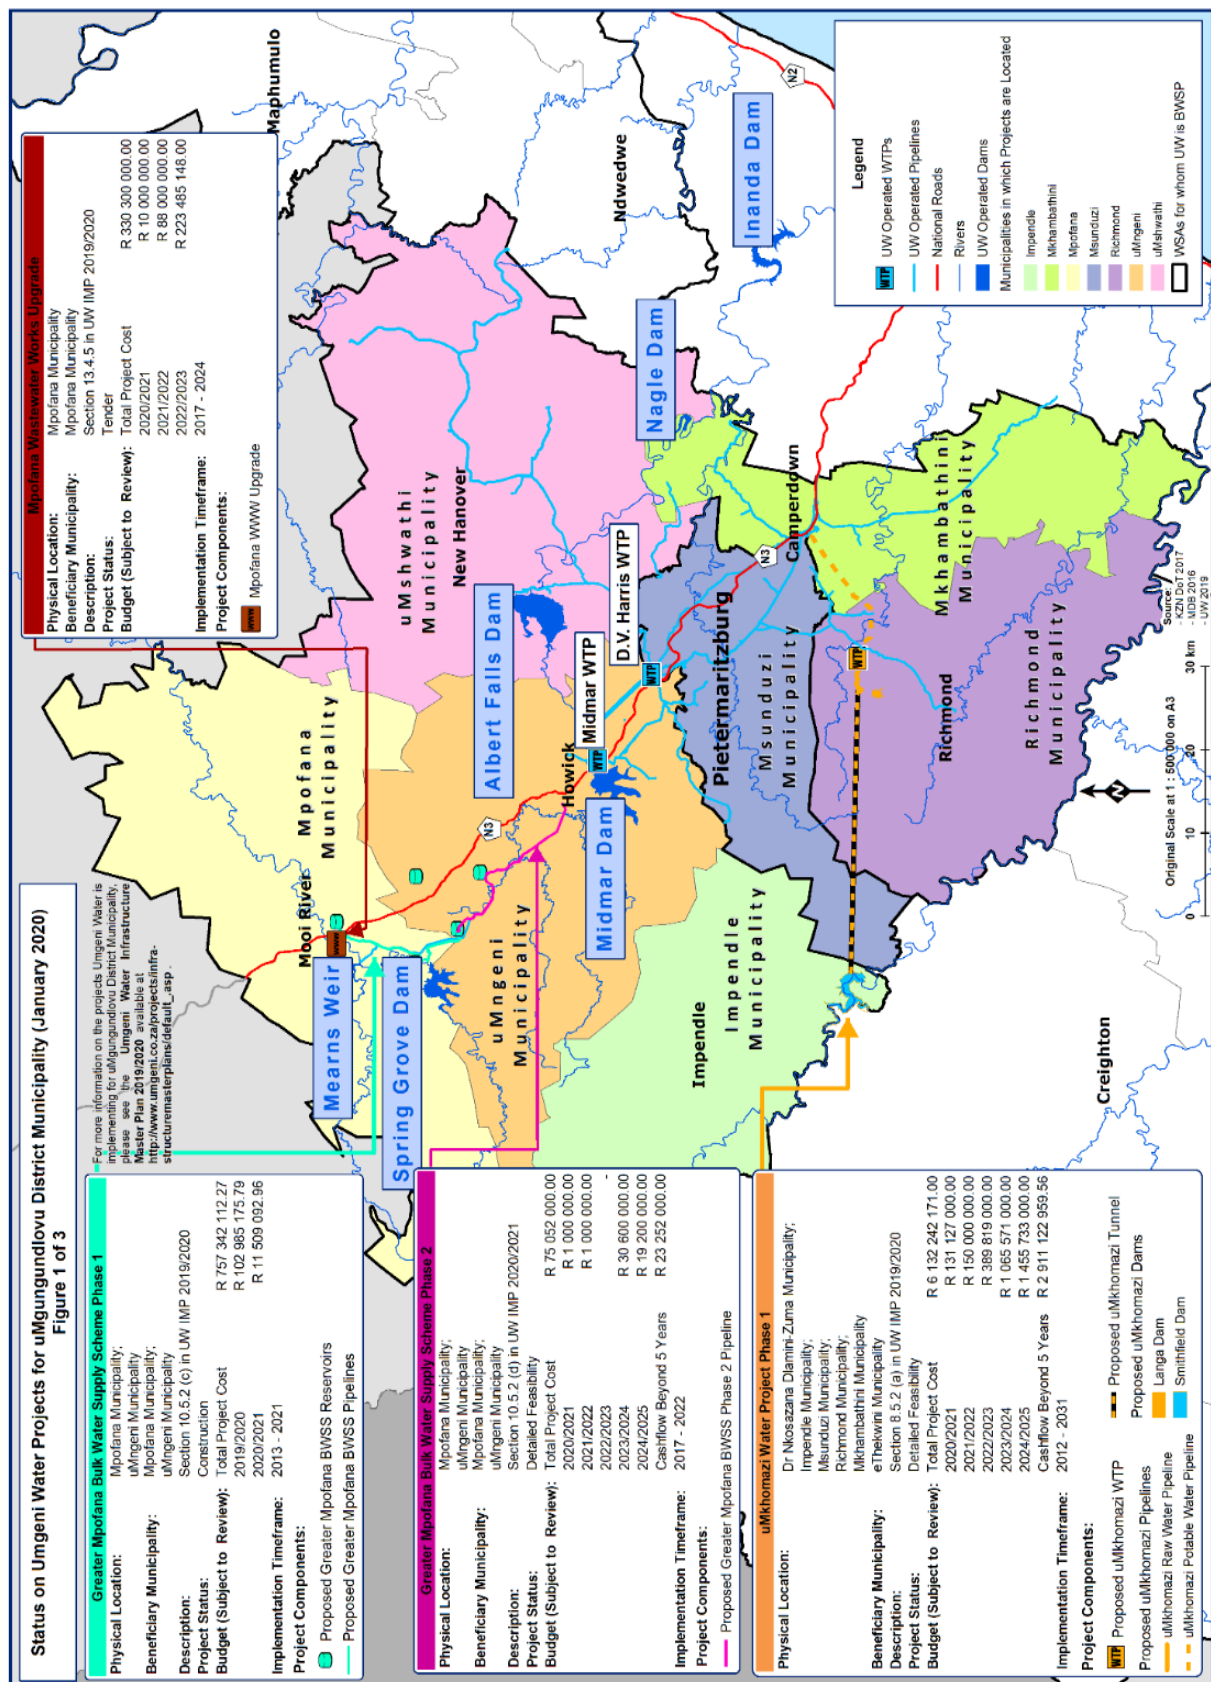 Status on Umgeni Water Projects for uMgungundlovu District Municipality (January 2020)
Figure 1 of 3
Greater Mpofana Bulk Water Supply Scheme Phase 1
Physical Location: Mpofana Municipality;
uMngeni Municipality
Beneficiary Municipality: Mpofana Municipality;
uMngeni Municipality
Description: Section 10.5.2 (c) in UW IMP 2019/2020
Project Status: Construction
Budget (Subject to Review): Total Project Cost R 757 342 112.27
2019/2020 R 102 985 175.79
2020/2021 R 11 509 092.96
Implementation Timeframe: 2013 - 2021
Project Components:
Proposed Greater Mpofana BWSS Reservoirs
Proposed Greater Mpofana BWSS Pipelines
For more information on the projects Umgeni Water is
implementing for uMgungundlovu District Municipality,
please see the Umgeni Water Infrastructure
Master Plan 2019/2020 available at
http://www.umgeni.co.za/projects/infra-
structuremasterplans/default_.asp .
Greater Mpofana Bulk Water Supply Scheme Phase 2
Physical Location: Mpofana Municipality;
uMngeni Municipality
Beneficiary Municipality: Mpofana Municipality;
uMngeni Municipality
Description: Section 10.5.2 (d) in UW IMP 2020/2021
Project Status: Detailed Feasibility
Budget (Subject to Review): Total Project Cost R 75 052 000.00
2020/2021 R 1 000 000.00
2021/2022 R 1 000 000.00
2022/2023 -
2023/2024 R 30 600 000.00
2024/2025 R 19 200 000.00
Cashflow Beyond 5 Years R 23 252 000.00
Implementation Timeframe: 2017 - 2022
Project Components:
Proposed Greater Mpofana BWSS Phase 2 Pipeline
uMkhomazi Water Project Phase 1
Physical Location: Dr Nkosazana Dlamini-Zuma Municipality;
Impendle Municipality;
Msunduzi Municipality;
Richmond Municipality;
Mkhambathini Municipality
Beneficiary Municipality: eThekwini Municipality
Description: Section 8.5.2 (a) in UW IMP 2019/2020
Project Status: Detailed Feasibility
Budget (Subject to Review): Total Project Cost R 6 132 242 171.00
2020/2021 R 131 127 000.00
2021/2022 R 150 000 000.00
2022/2023 R 389 819 000.00
2023/2024 R 1 065 571 000.00
2024/2025 R 1 455 733 000.00
Cashflow Beyond 5 Years R 2 911 122 959.56
Implementation Timeframe: 2012 - 2031
Project Components:
WTP Proposed uMkhomazi WTP
Proposed uMkhomazi Pipelines
uMkhomazi Raw Water Pipeline
uMkhomazi Potable Water Pipeline
Proposed uMkhomazi Tunnel
Proposed uMkhomazi Dams
Langa Dam
Smithfield Dam
Mpofana Wastewater Works Upgrade
Physical Location: Mpofana Municipality
Beneficiary Municipality: Mpofana Municipality
Description: Section 13.4.5 in UW IMP 2019/2020
Project Status: Tender
Budget (Subject to Review): Total Project Cost R 330 300 000.00
2020/2021 R 10 000 000.00
2021/2022 R 88 000 000.00
2022/2023 R 223 485 148.00
Implementation Timeframe: 2017 - 2024
Project Components:
WWW Mpofana WWW Upgrade
Maphumulo
Mooi River
Mpofana
Municipality
WWW
Mearns Weir
Spring Grove Dam
uMngeni
Municipality
N3
Howick
Midmar Dam
WTP
Midmar WTP
Albert Falls Dam
uMshwathi
Municipality
New Hanover
D.V. Harris WTP
WTP
Pietermaritzburg
Msunduzi
Municipality
N3
Camperdown
Nagle Dam
Ndwedwe
Inanda Dam
N2
Impendle
Impendle
Municipality
WTP
Richmond
Richmond
Municipality
Mkhambathini
Municipality
Creighton
N
Original Scale at 1 : 500 000 on A3
0 10 20 30 km
Source:
- KZN DoT 2017
- MDB 2016
- UW 2019
Legend
WTP UW Operated WTPs
UW Operated Pipelines
National Roads
Rivers
UW Operated Dams
Municipalities in which Projects are Located
Impendle
Mkhambathini
Mpofana
Msunduzi
Richmond
uMngeni
uMshwathi
WSAs for whom UW is BWSP